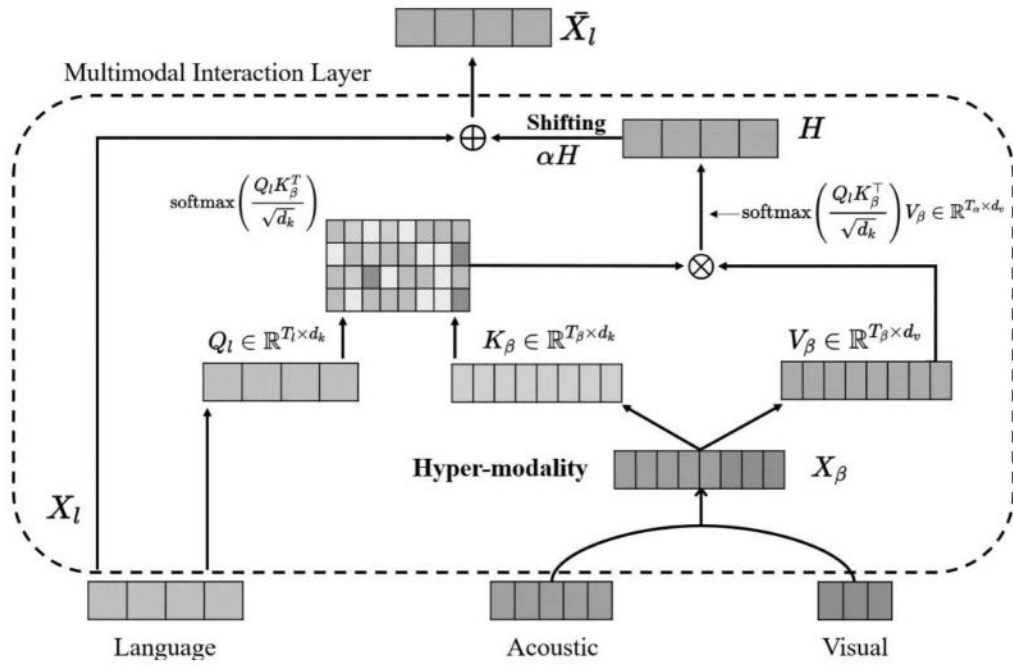 X̄_l
Multimodal Interaction Layer
Shifting
αH
H
softmax(Q_l K_β^T / √d_k)
softmax(Q_l K_β^⊤ / √d_k) V_β ∈ ℝ^{T_α×d_v}
Q_l ∈ ℝ^{T_l×d_k}
K_β ∈ ℝ^{T_β×d_k}
V_β ∈ ℝ^{T_β×d_v}
Hyper-modality
X_β
X_l
Language
Acoustic
Visual